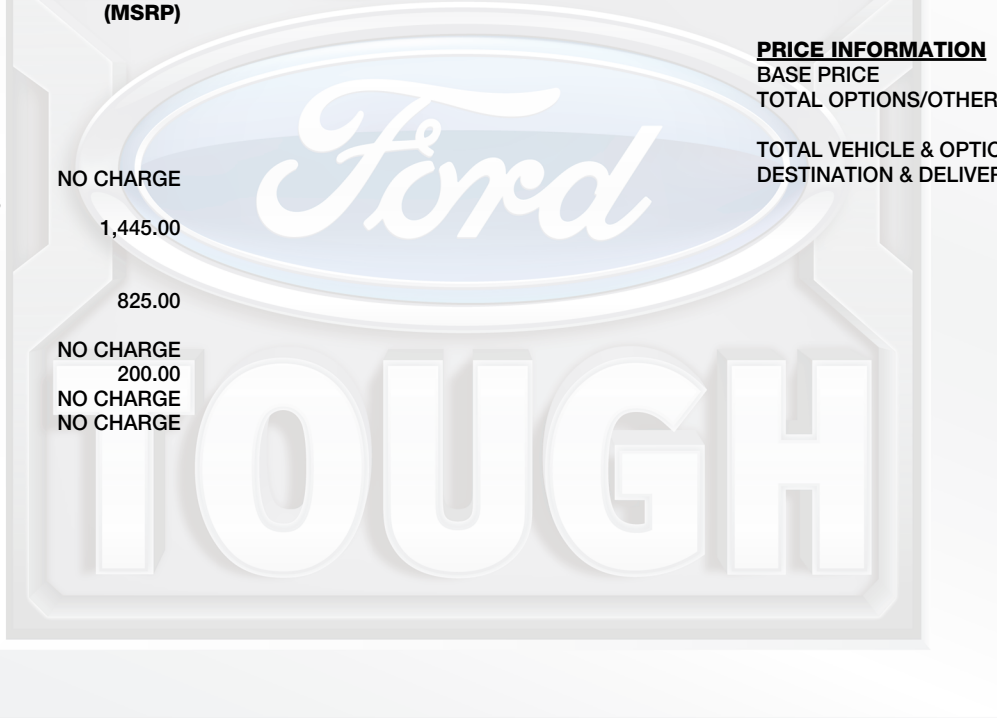 (MSRP)
NO CHARGE
1,445.00
825.00
NO CHARGE
200.00
NO CHARGE
NO CHARGE
PRICE INFORMATION
BASE PRICE
TOTAL OPTIONS/OTHER
TOTAL VEHICLE & OPTIO
DESTINATION & DELIVER
Ford
TOUGH